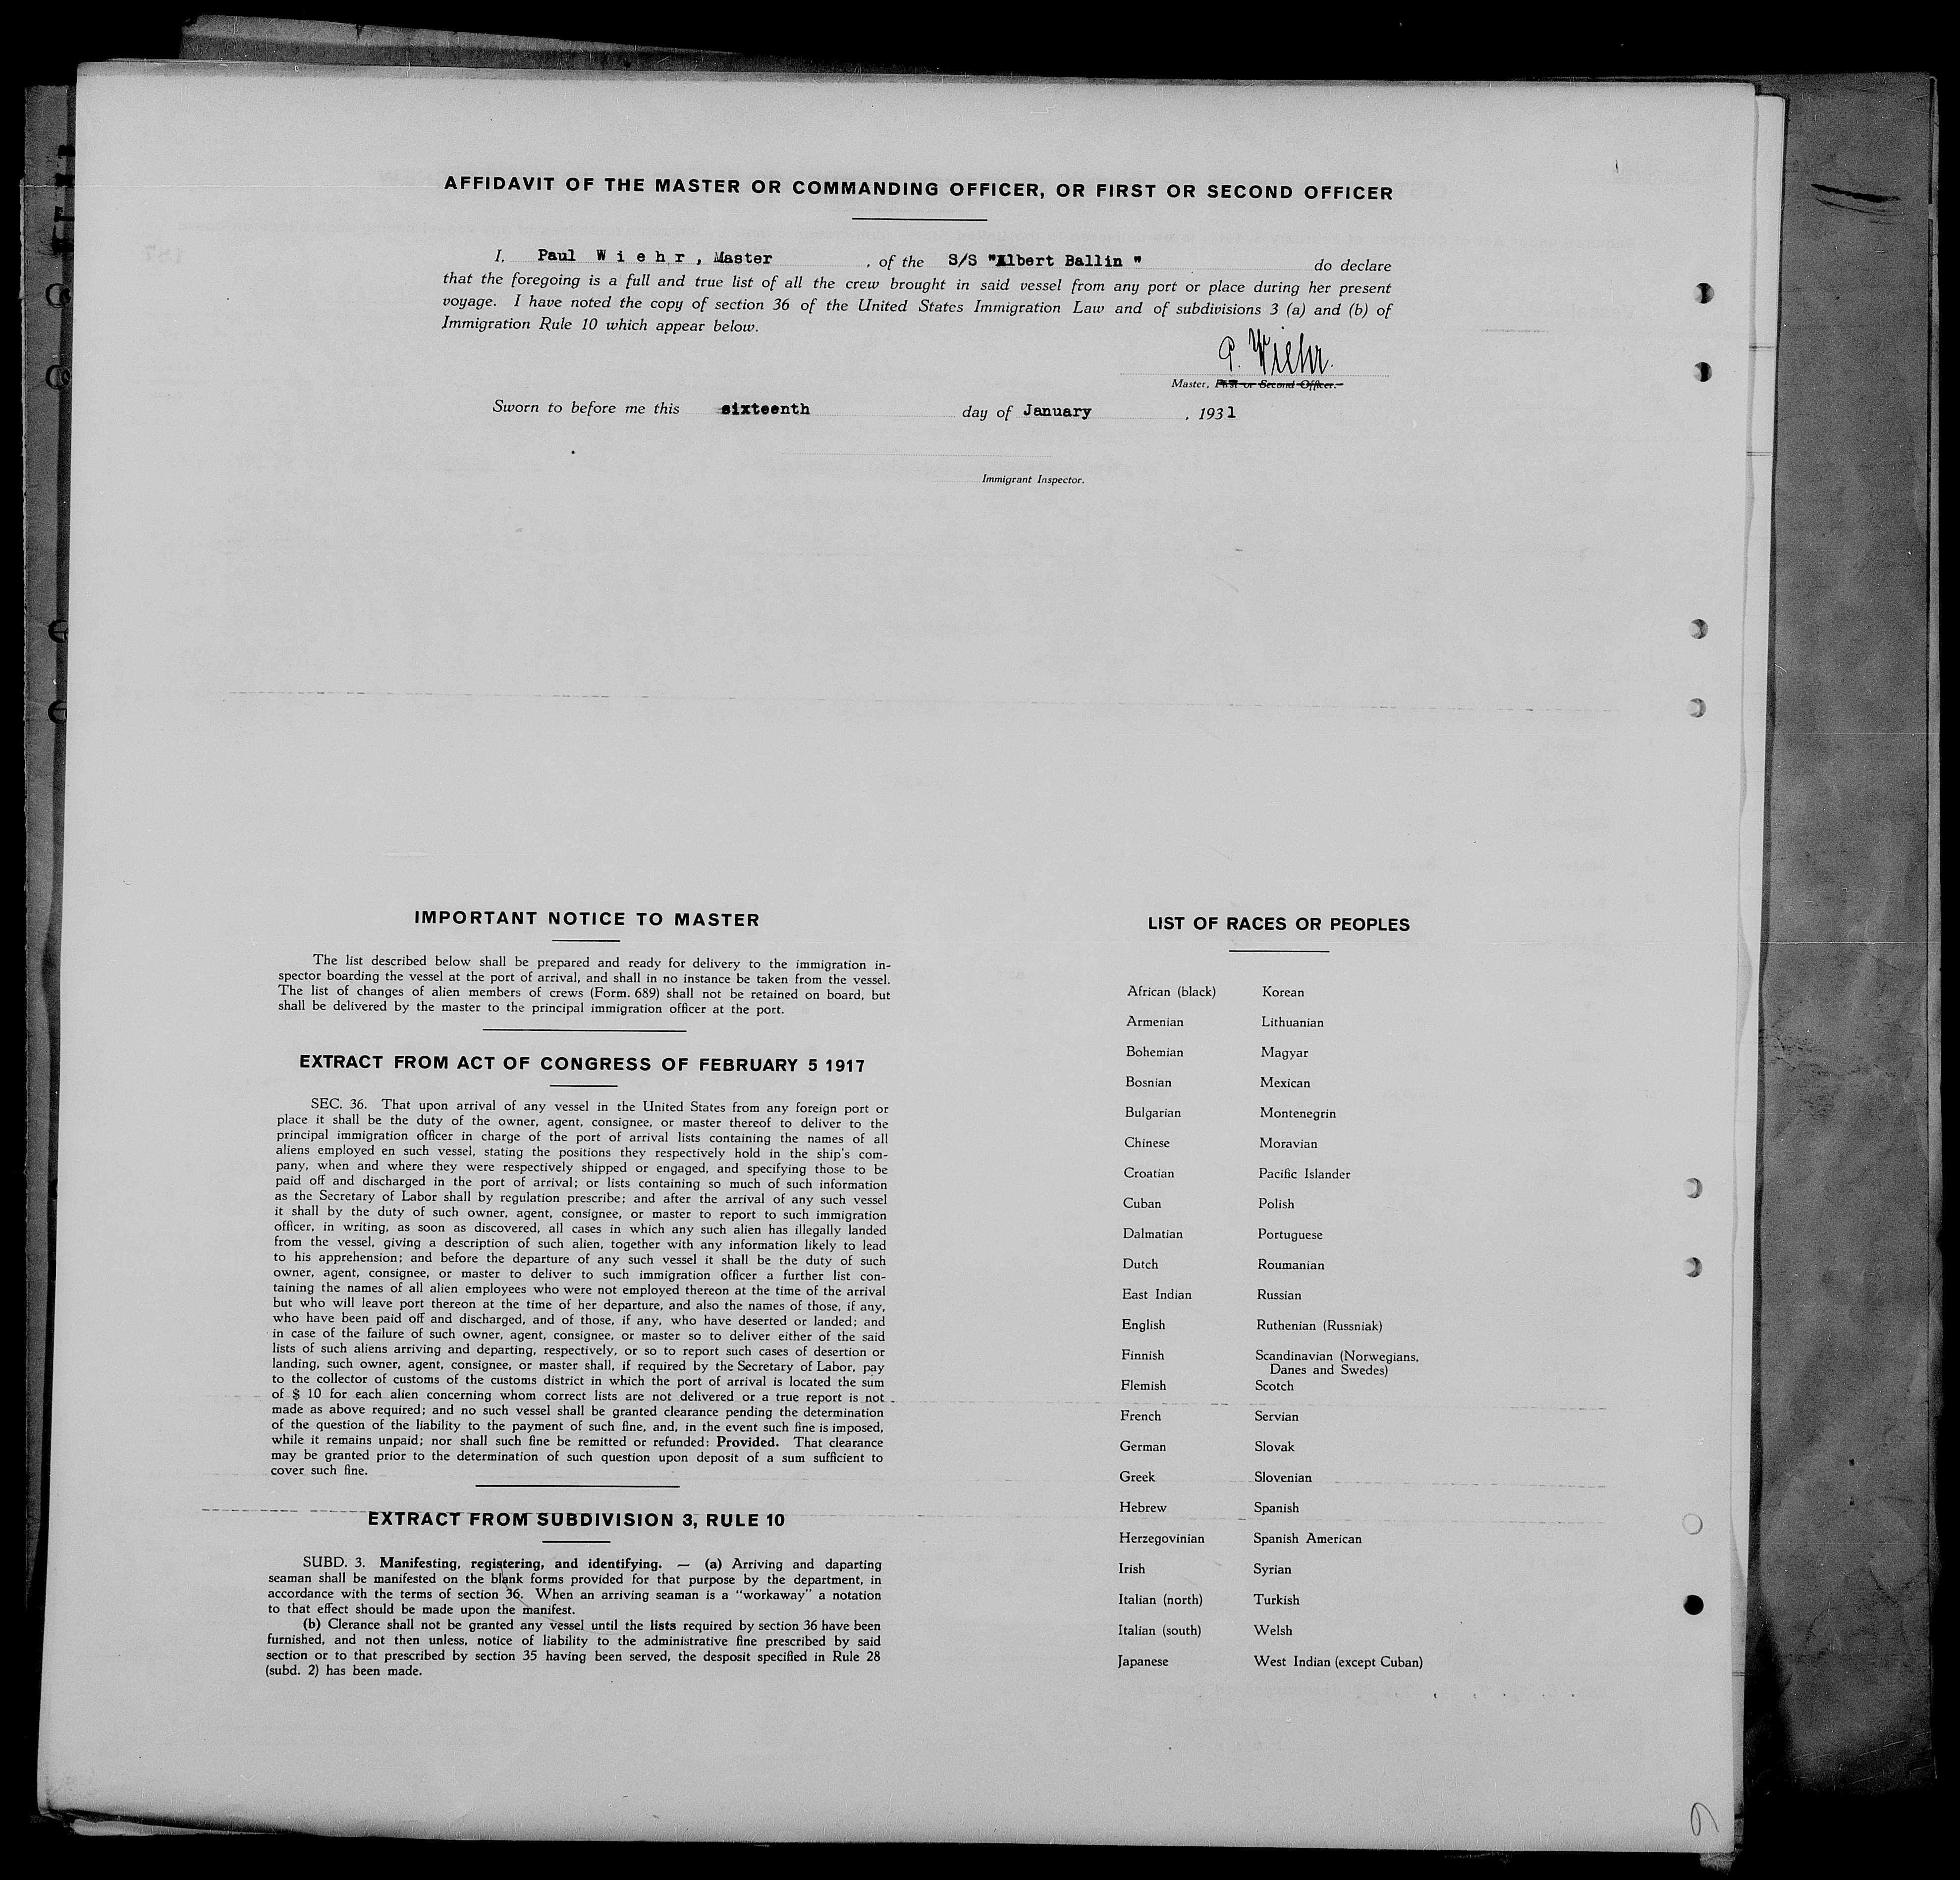 AFFIDAVIT OF THE MASTER OR COMMANDING OFFICER, OR FIRST OR SECOND OFFICER
I, Paul W i e h r , Master , of the S/S "Albert Ballin " do declare
that the foregoing is a full and true list of all the crew brought in said vessel from any port or place during her present
voyage. I have noted the copy of section 36 of the United States Immigration Law and of subdivisions 3 (a) and (b) of
Immigration Rule 10 which appear below.
P. Wiehr.
Master, First or Second Officer.
Sworn to before me this sixteenth day of January , 1931
Immigrant Inspector.
IMPORTANT NOTICE TO MASTER
The list described below shall be prepared and ready for delivery to the immigration in-
spector boarding the vessel at the port of arrival, and shall in no instance be taken from the vessel.
The list of changes of alien members of crews (Form. 689) shall not be retained on board, but
shall be delivered by the master to the principal immigration officer at the port.
EXTRACT FROM ACT OF CONGRESS OF FEBRUARY 5 1917
SEC. 36. That upon arrival of any vessel in the United States from any foreign port or
place it shall be the duty of the owner, agent, consignee, or master thereof to deliver to the
principal immigration officer in charge of the port of arrival lists containing the names of all
aliens employed en such vessel, stating the positions they respectively hold in the ship's com-
pany, when and where they were respectively shipped or engaged, and specifying those to be
paid off and discharged in the port of arrival; or lists containing so much of such information
as the Secretary of Labor shall by regulation prescribe; and after the arrival of any such vessel
it shall by the duty of such owner, agent, consignee, or master to report to such immigration
officer, in writing, as soon as discovered, all cases in which any such alien has illegally landed
from the vessel, giving a description of such alien, together with any information likely to lead
to his apprehension; and before the departure of any such vessel it shall be the duty of such
owner, agent, consignee, or master to deliver to such immigration officer a further list con-
taining the names of all alien employees who were not employed thereon at the time of the arrival
but who will leave port thereon at the time of her departure, and also the names of those, if any,
who have been paid off and discharged, and of those, if any, who have deserted or landed; and
in case of the failure of such owner, agent, consignee, or master so to deliver either of the said
lists of such aliens arriving and departing, respectively, or so to report such cases of desertion or
landing, such owner, agent, consignee, or master shall, if required by the Secretary of Labor, pay
to the collector of customs of the customs district in which the port of arrival is located the sum
of $ 10 for each alien concerning whom correct lists are not delivered or a true report is not
made as above required; and no such vessel shall be granted clearance pending the determination
of the question of the liability to the payment of such fine, and, in the event such fine is imposed,
while it remains unpaid; nor shall such fine be remitted or refunded: Provided. That clearance
may be granted prior to the determination of such question upon deposit of a sum sufficient to
cover such fine.
EXTRACT FROM SUBDIVISION 3, RULE 10
SUBD. 3. Manifesting, registering, and identifying. — (a) Arriving and daparting
seaman shall be manifested on the blank forms provided for that purpose by the department, in
accordance with the terms of section 36. When an arriving seaman is a "workaway" a notation
to that effect should be made upon the manifest.
(b) Clerance shall not be granted any vessel until the lists required by section 36 have been
furnished, and not then unless, notice of liability to the administrative fine prescribed by said
section or to that prescribed by section 35 having been served, the desposit specified in Rule 28
(subd. 2) has been made.
LIST OF RACES OR PEOPLES
African (black) Korean
Armenian Lithuanian
Bohemian Magyar
Bosnian Mexican
Bulgarian Montenegrin
Chinese Moravian
Croatian Pacific Islander
Cuban Polish
Dalmatian Portuguese
Dutch Roumanian
East Indian Russian
English Ruthenian (Russniak)
Finnish Scandinavian (Norwegians,
Danes and Swedes)
Flemish Scotch
French Servian
German Slovak
Greek Slovenian
Hebrew Spanish
Herzegovinian Spanish American
Irish Syrian
Italian (north) Turkish
Italian (south) Welsh
Japanese West Indian (except Cuban)